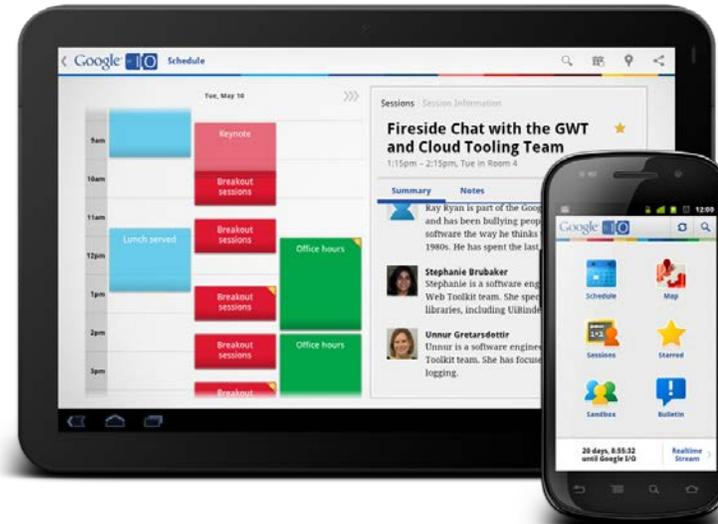 Google I/O Schedule
Tue, May 10
9am
10am
11am
12pm
1pm
2pm
3pm
Keynote
Breakout
sessions
Lunch served
Breakout
sessions
Office hours
Breakout
sessions
Breakout
sessions
Office hours
Breakout
Sessions Session Information
Fireside Chat with the GWT
and Cloud Tooling Team
1:15pm – 2:15pm, Tue in Room 4
Summary Notes
Ray Ryan is part of the Goog
and has been bullying peop
software the way he thinks
1980s. He has spent the last
Stephanie Brubaker
Stephanie is a software eng
Web Toolkit team. She spec
libraries, including UiBinde
Unnur Gretarsdottir
Unnur is a software enginee
Toolkit team. She has focuse
logging.
12:00
Google I/O
Schedule Map
Sessions Starred
Sandbox Bulletin
20 days, 8:55:32
until Google I/O
Realtime
Stream